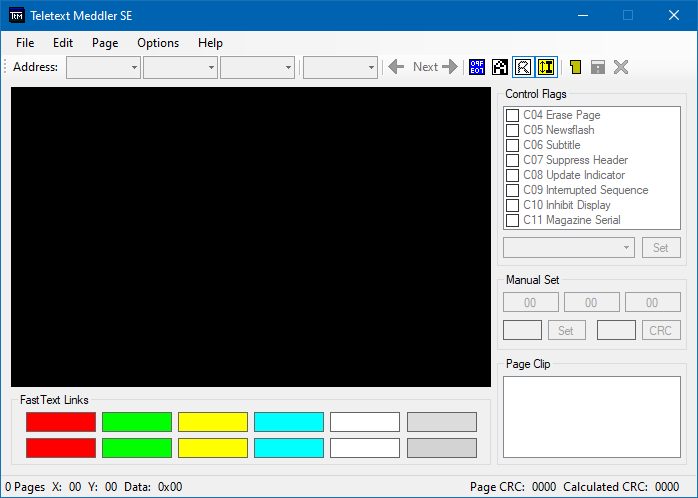 TRM Teletext Meddler SE
File Edit Page Options Help
Address: Next
Control Flags
C04 Erase Page
C05 Newsflash
C06 Subtitle
C07 Suppress Header
C08 Update Indicator
C09 Interrupted Sequence
C10 Inhibit Display
C11 Magazine Serial
Set
Manual Set
00 00 00
Set CRC
Page Clip
FastText Links
0 Pages X: 00 Y: 00 Data: 0x00 Page CRC: 0000 Calculated CRC: 0000